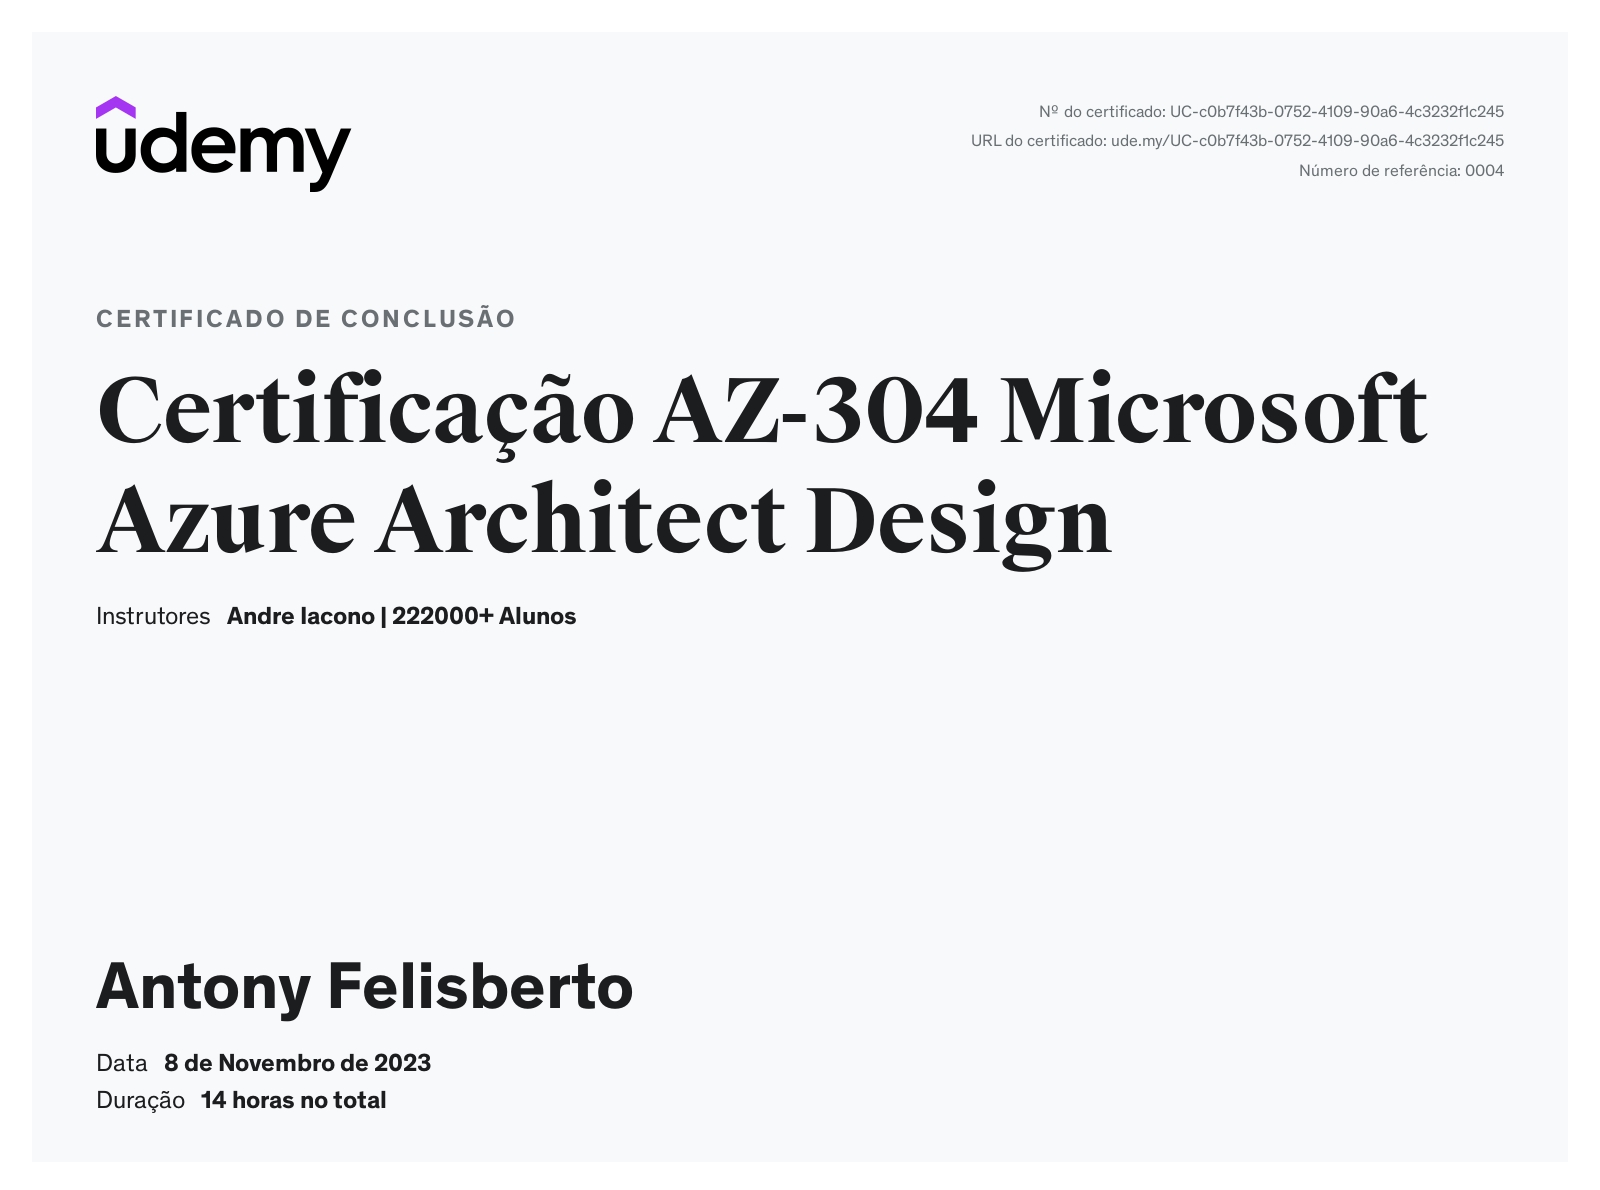 udemy
Nº do certificado: UC-c0b7f43b-0752-4109-90a6-4c3232f1c245
URL do certificado: ude.my/UC-c0b7f43b-0752-4109-90a6-4c3232f1c245
Número de referência: 0004
CERTIFICADO DE CONCLUSÃO
Certificação AZ-304 Microsoft
Azure Architect Design
Instrutores Andre Iacono | 222000+ Alunos
Antony Felisberto
Data 8 de Novembro de 2023
Duração 14 horas no total